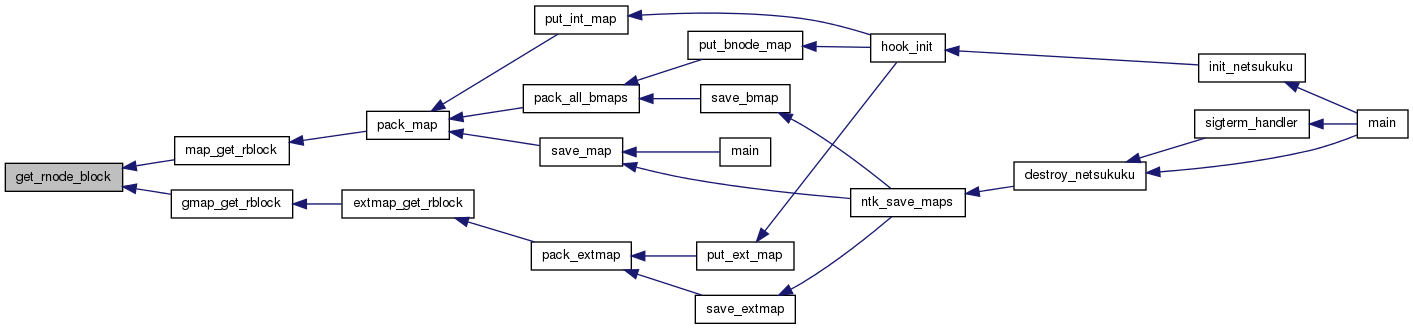 put_int_map
put_bnode_map
hook_init
init_netsukuku
pack_all_bmaps
save_bmap
pack_map
sigterm_handler
main
map_get_rblock
save_map
main
get_rnode_block
destroy_netsukuku
gmap_get_rblock
extmap_get_rblock
ntk_save_maps
pack_extmap
put_ext_map
save_extmap